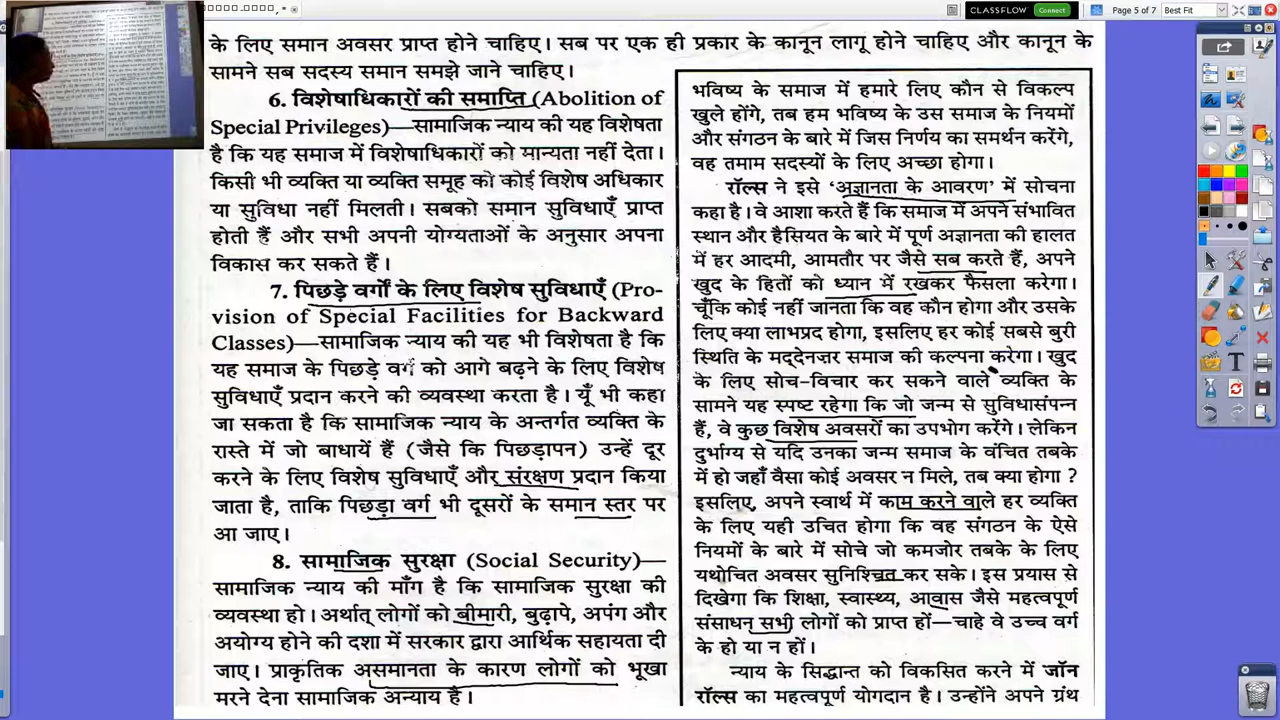 CLASSFLOW Connect Page 5 of 7 Best Fit
के लिए समान अवसर प्राप्त होने चाहिए, सब पर एक ही प्रकार के कानून लागू होने चाहिए और कानून के
सामने सब सदस्य समान समझे जाने चाहिए।
6. विशेषाधिकारों की समाप्ति (Abobtion of
Special Privileges)—सामाजिक न्याय की यह विशेषता
है कि यह समाज में विशेषाधिकारों को मान्यता नहीं देता।
किसी भी व्यक्ति या व्यक्ति समूह को कोई विशेष अधिकार
या सुविधा नहीं मिलती। सबको समान सुविधाएँ प्राप्त
होती हैं और सभी अपनी योग्यताओं के अनुसार अपना
विकास कर सकते हैं।
7. पिछड़े वर्गों के लिए विशेष सुविधाएँ (Pro-
vision of Special Facilities for Backward
Classes)—सामाजिक न्याय की यह भी विशेषता है कि
यह समाज के पिछड़े वर्ग को आगे बढ़ने के लिए विशेष
सुविधाएँ प्रदान करने की व्यवस्था करता है। यूँ भी कहा
जा सकता है कि सामाजिक न्याय के अन्तर्गत व्यक्ति के
रास्ते में जो बाधायें हैं (जैसे कि पिछड़ापन) उन्हें दूर
करने के लिए विशेष सुविधाएँ और संरक्षण प्रदान किया
जाता है, ताकि पिछड़ा वर्ग भी दूसरों के समान स्तर पर
आ जाए।
8. सामाजिक सुरक्षा (Social Security)—
सामाजिक न्याय की माँग है कि सामाजिक सुरक्षा की
व्यवस्था हो। अर्थात् लोगों को बीमारी, बुढ़ापे, अपंग और
अयोग्य होने की दशा में सरकार द्वारा आर्थिक सहायता दी
जाए। प्राकृतिक असमानता के कारण लोगों को भूखा
मरने देना सामाजिक अन्याय है।
भविष्य के समाज में हमारे लिए कौन से विकल्प
खुले होंगे, तब हम भविष्य के उस समाज के नियमों
और संगठन के बारे में जिस निर्णय का समर्थन करेंगे,
वह तमाम सदस्यों के लिए अच्छा होगा।
रॉल्स ने इसे 'अज्ञानता के आवरण' में सोचना
कहा है। वे आशा करते हैं कि समाज में अपने संभावित
स्थान और हैसियत के बारे में पूर्ण अज्ञानता की हालत
में हर आदमी, आमतौर पर जैसे सब करते हैं, अपने
खुद के हितों को ध्यान में रखकर फैसला करेगा।
चूँकि कोई नहीं जानता कि वह कौन होगा और उसके
लिए क्या लाभप्रद होगा, इसलिए हर कोई सबसे बुरी
स्थिति के मद्देनज़र समाज की कल्पना करेगा। खुद
के लिए सोच-विचार कर सकने वाले व्यक्ति के
सामने यह स्पष्ट रहेगा कि जो जन्म से सुविधासंपन्न
हैं, वे कुछ विशेष अवसरों का उपभोग करेंगे। लेकिन
दुर्भाग्य से यदि उनका जन्म समाज के वंचित तबके
में हो जहाँ वैसा कोई अवसर न मिले, तब क्या होगा ?
इसलिए, अपने स्वार्थ में काम करने वाले हर व्यक्ति
के लिए यही उचित होगा कि वह संगठन के ऐसे
नियमों के बारे में सोचे जो कमजोर तबके के लिए
यथोचित अवसर सुनिश्चित कर सके। इस प्रयास से
दिखेगा कि शिक्षा, स्वास्थ्य, आवास जैसे महत्वपूर्ण
संसाधन सभी लोगों को प्राप्त हों—चाहे वे उच्च वर्ग
के हो या न हों।
न्याय के सिद्धान्त को विकसित करने में जॉन
रॉल्स का महत्वपूर्ण योगदान है। उन्होंने अपने ग्रंथ